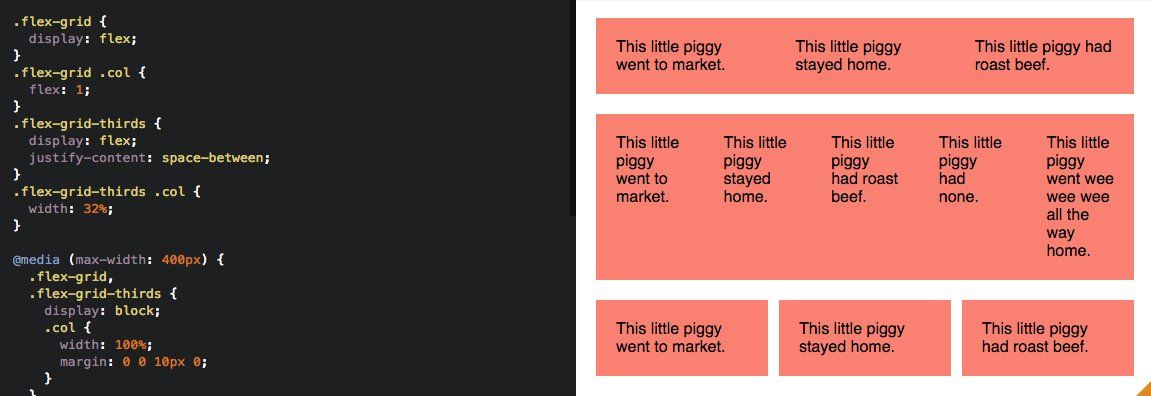 .flex-grid {
display: flex;
}
.flex-grid .col {
flex: 1;
}
.flex-grid-thirds {
display: flex;
justify-content: space-between;
}
.flex-grid-thirds .col {
width: 32%;
}
@media (max-width: 400px) {
.flex-grid,
.flex-grid-thirds {
display: block;
.col {
width: 100%;
margin: 0 0 10px 0;
}
}
This little piggy
went to market.
This little piggy
stayed home.
This little piggy had
roast beef.
This little
piggy
went to
market.
This little
piggy
stayed
home.
This little
piggy
had roast
beef.
This little
piggy
had
none.
This little
piggy
went wee
wee wee
all the
way
home.
This little piggy
went to market.
This little piggy
stayed home.
This little piggy
had roast beef.